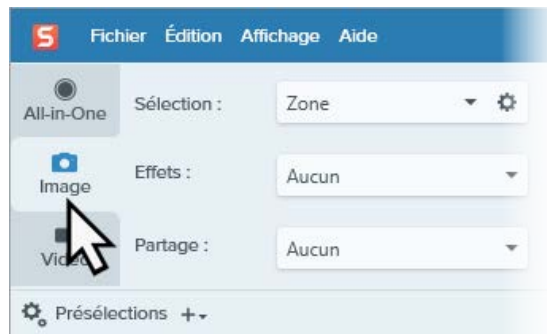 S Fichier Édition Affichage Aide
All-in-One
Sélection : Zone
Image
Effets : Aucun
Partage : Aucun
Présélections +